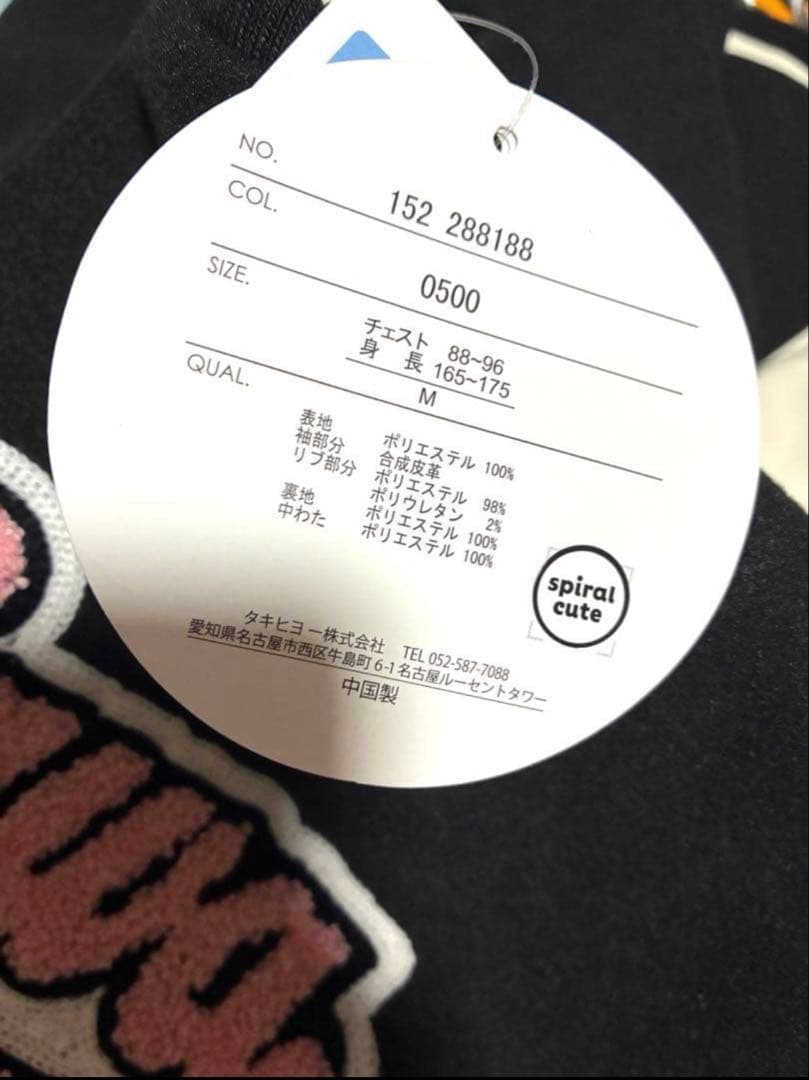 NO.
152 288188
COL.
0500
SIZE.
チェスト 88~96
身 長 165~175
M
QUAL.
表地 ポリエステル 100%
袖部分 合成皮革
リブ部分 ポリエステル 98%
ポリウレタン 2%
裏地 ポリエステル 100%
中わた ポリエステル 100%
spiral
cute
タキヒヨー株式会社 TEL 052-587-7088
愛知県名古屋市西区牛島町6-1名古屋ルーセントタワー
中国製